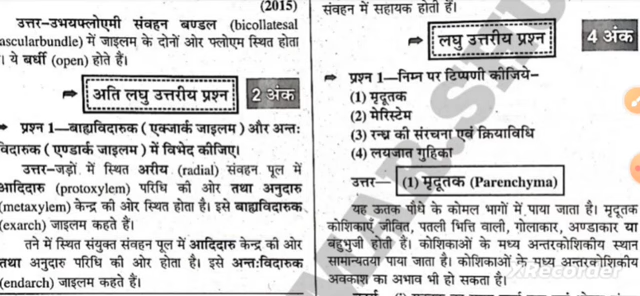 (2015)
उत्तर-उभयफ्लोएमी संवहन बण्डल (bicollatesal
ascularbundle) में जाइलम के दोनों ओर फ्लोएम स्थित होता
। ये बर्धी (open) होते हैं।
अति लघु उत्तरीय प्रश्न
2 अंक
प्रश्न 1—बाह्यविदारुक ( एक्जार्क जाइलम ) और अन्तः
विदारुक ( एण्डार्क जाइलम ) में विभेद कीजिए।
उत्तर-जड़ों में स्थित अरीय (radial) संवहन पूल में
आदिदारु (protoxylem) परिधि की ओर तथा अनुदारु
(metaxylem) केन्द्र की ओर स्थित होता है। इसे बाह्यविदारुक
(exarch) जाइलम कहते हैं।
तने में स्थित संयुक्त संवहन पूल में आदिदारु केन्द्र की ओर
तथा अनुदारु परिधि की ओर होता है। इसे अन्तःविदारुक
(endarch) जाइलम कहते हैं।
संवहन में सहायक होती हैं।
लघु उत्तरीय प्रश्न
4 अंक
प्रश्न 1—निम्न पर टिप्पणी कीजिये–
(1) मृदूतक
(2) मेरिस्टेम
(3) रन्ध्र की संरचना एवं क्रियाविधि
(4) लयजात गुहिका
उत्तर— (1) मृदूतक (Parenchyma)
यह ऊतक पौधे के कोमल भागों में पाया जाता है। मृदूतक
कोशिकाएँ जीवित, पतली भित्ति वाली, गोलाकार, अण्डाकार या
बहुभुजी होती हैं। कोशिकाओं के मध्य अन्तरकोशिकीय स्थान
सामान्यतया पाया जाता है। कोशिकाओं के मध्य अन्तरकोशिकीय
अवकाश का अभाव भी हो सकता है।
XRecorder